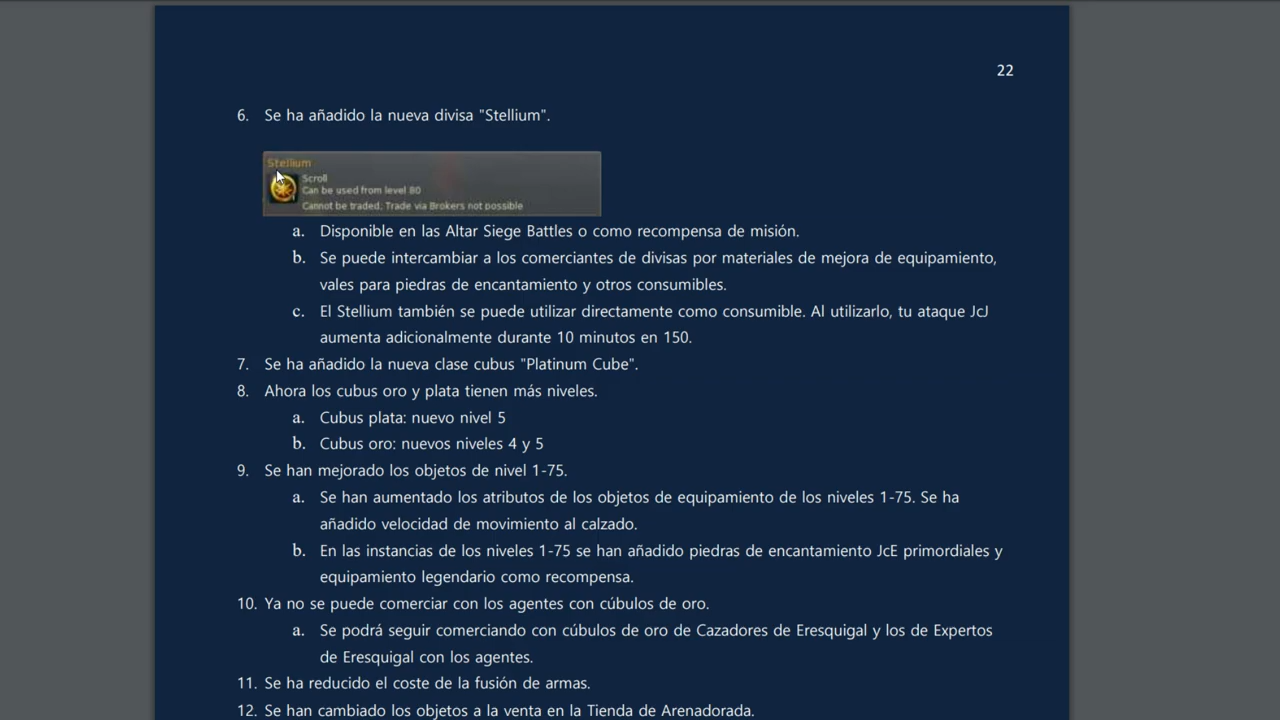 22
6. Se ha añadido la nueva divisa "Stellium".
Stellium
Scroll
Can be used from level 80
Cannot be traded, Trade via Brokers not possible
a. Disponible en las Altar Siege Battles o como recompensa de misión.
b. Se puede intercambiar a los comerciantes de divisas por materiales de mejora de equipamiento,
vales para piedras de encantamiento y otros consumibles.
c. El Stellium también se puede utilizar directamente como consumible. Al utilizarlo, tu ataque JcJ
aumenta adicionalmente durante 10 minutos en 150.
7. Se ha añadido la nueva clase cubus "Platinum Cube".
8. Ahora los cubus oro y plata tienen más niveles.
a. Cubus plata: nuevo nivel 5
b. Cubus oro: nuevos niveles 4 y 5
9. Se han mejorado los objetos de nivel 1-75.
a. Se han aumentado los atributos de los objetos de equipamiento de los niveles 1-75. Se ha
añadido velocidad de movimiento al calzado.
b. En las instancias de los niveles 1-75 se han añadido piedras de encantamiento JcE primordiales y
equipamiento legendario como recompensa.
10. Ya no se puede comerciar con los agentes con cúbulos de oro.
a. Se podrá seguir comerciando con cúbulos de oro de Cazadores de Eresquigal y los de Expertos
de Eresquigal con los agentes.
11. Se ha reducido el coste de la fusión de armas.
12. Se han cambiado los objetos a la venta en la Tienda de Arenadorada.